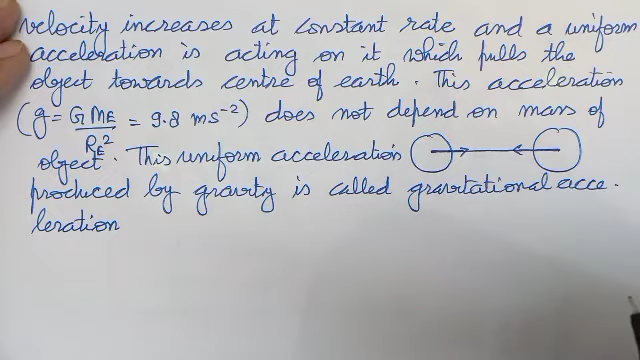 velocity increases at constant rate and a uniform
acceleration is acting on it which pulls the
object towards centre of earth. This acceleration
(g = G ME / RE² = 9.8 ms⁻²) does not depend on mass of
object. This uniform acceleration
produced by gravity is called gravitational acce-
leration